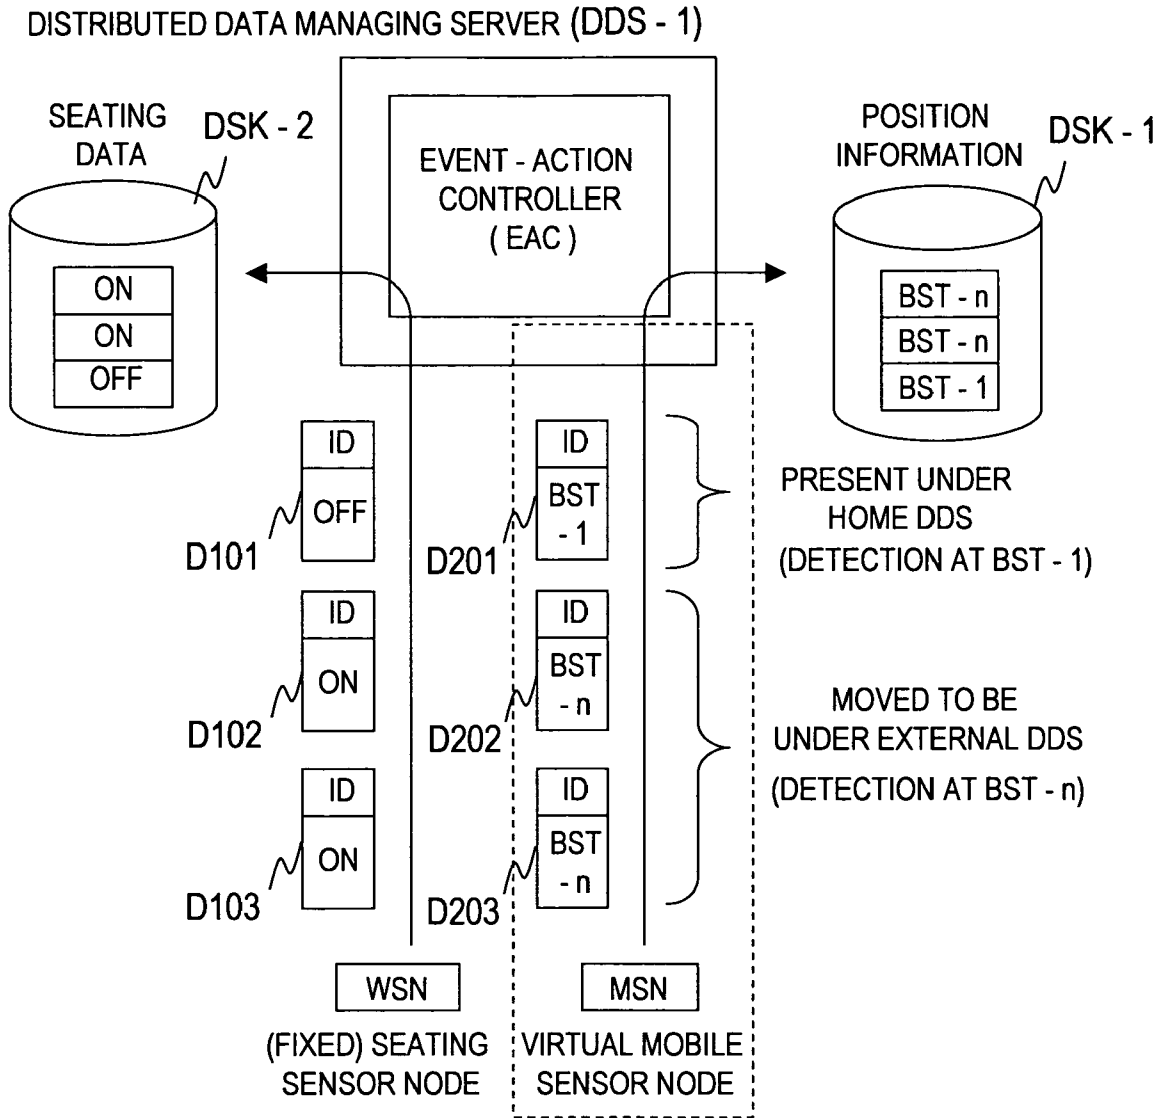 DISTRIBUTED DATA MANAGING SERVER (DDS - 1)
SEATING
DATA
DSK - 2
EVENT - ACTION
CONTROLLER
( EAC )
POSITION
INFORMATION
DSK - 1
ON
ON
OFF
BST - n
BST - n
BST - 1
ID
OFF
D101
ID
BST
- 1
D201
PRESENT UNDER
HOME DDS
(DETECTION AT BST - 1)
ID
ON
D102
ID
BST
- n
D202
MOVED TO BE
UNDER EXTERNAL DDS
(DETECTION AT BST - n)
ID
ON
D103
ID
BST
- n
D203
WSN
MSN
(FIXED) SEATING
SENSOR NODE
VIRTUAL MOBILE
SENSOR NODE